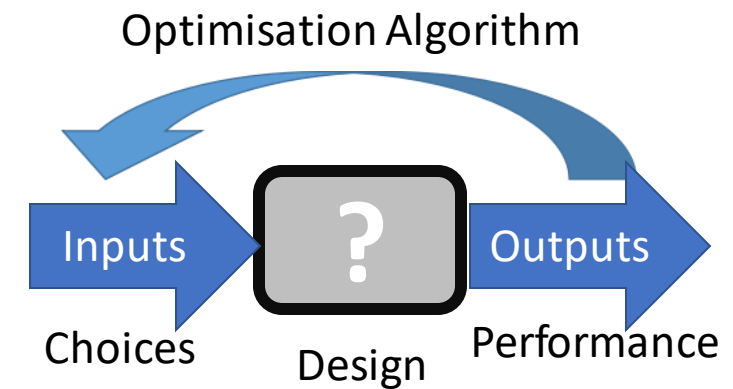 Optimisation Algorithm
Inputs
?
Outputs
Choices
Design
Performance